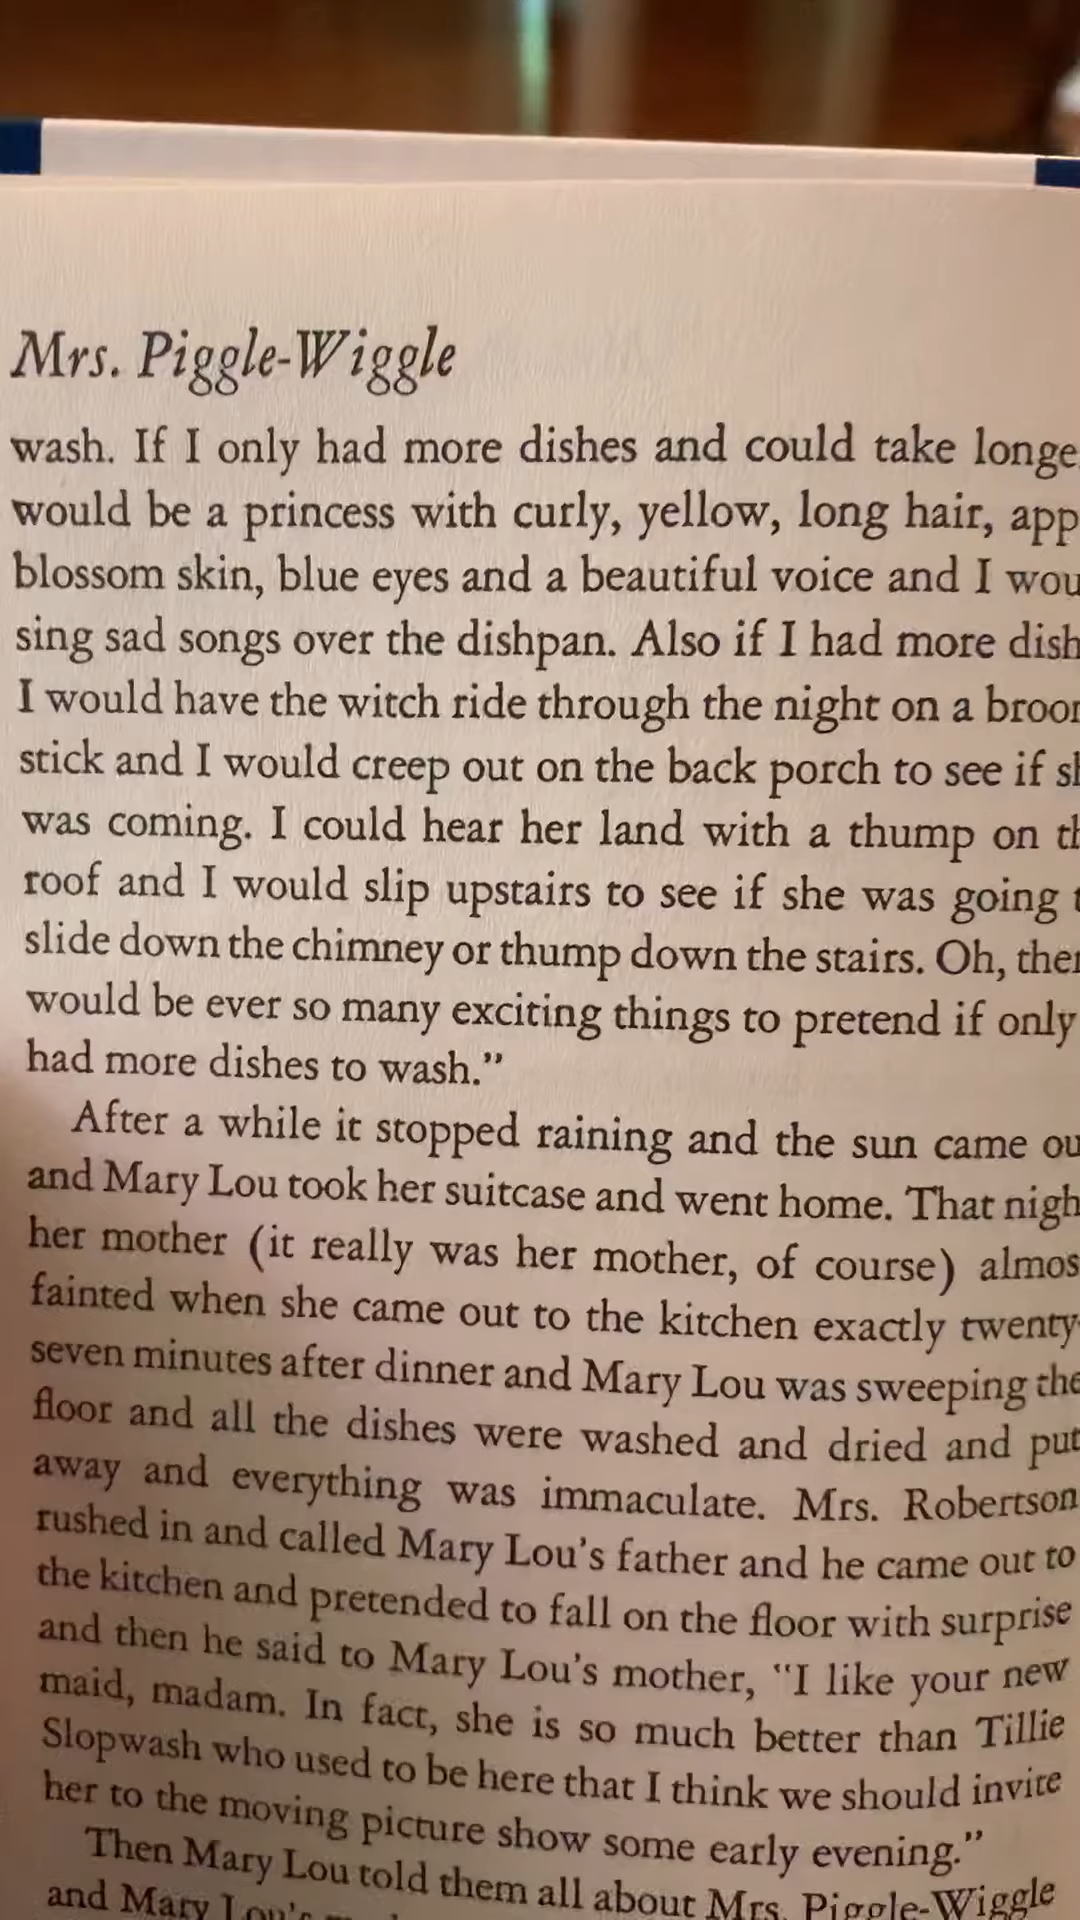 Mrs. Piggle-Wiggle
wash. If I only had more dishes and could take longe
would be a princess with curly, yellow, long hair, app
blossom skin, blue eyes and a beautiful voice and I wou
sing sad songs over the dishpan. Also if I had more dish
I would have the witch ride through the night on a broom
stick and I would creep out on the back porch to see if sh
was coming. I could hear her land with a thump on th
roof and I would slip upstairs to see if she was going t
slide down the chimney or thump down the stairs. Oh, ther
would be ever so many exciting things to pretend if only
had more dishes to wash.”
After a while it stopped raining and the sun came ou
and Mary Lou took her suitcase and went home. That nigh
her mother (it really was her mother, of course) almos
fainted when she came out to the kitchen exactly twenty-
seven minutes after dinner and Mary Lou was sweeping the
floor and all the dishes were washed and dried and put
away and everything was immaculate. Mrs. Robertson
rushed in and called Mary Lou’s father and he came out to
the kitchen and pretended to fall on the floor with surprise
and then he said to Mary Lou’s mother, “I like your new
maid, madam. In fact, she is so much better than Tillie
Slopwash who used to be here that I think we should invite
her to the moving picture show some early evening.”
Then Mary Lou told them all about Mrs. Piggle-Wiggle
and Mary Lou’s